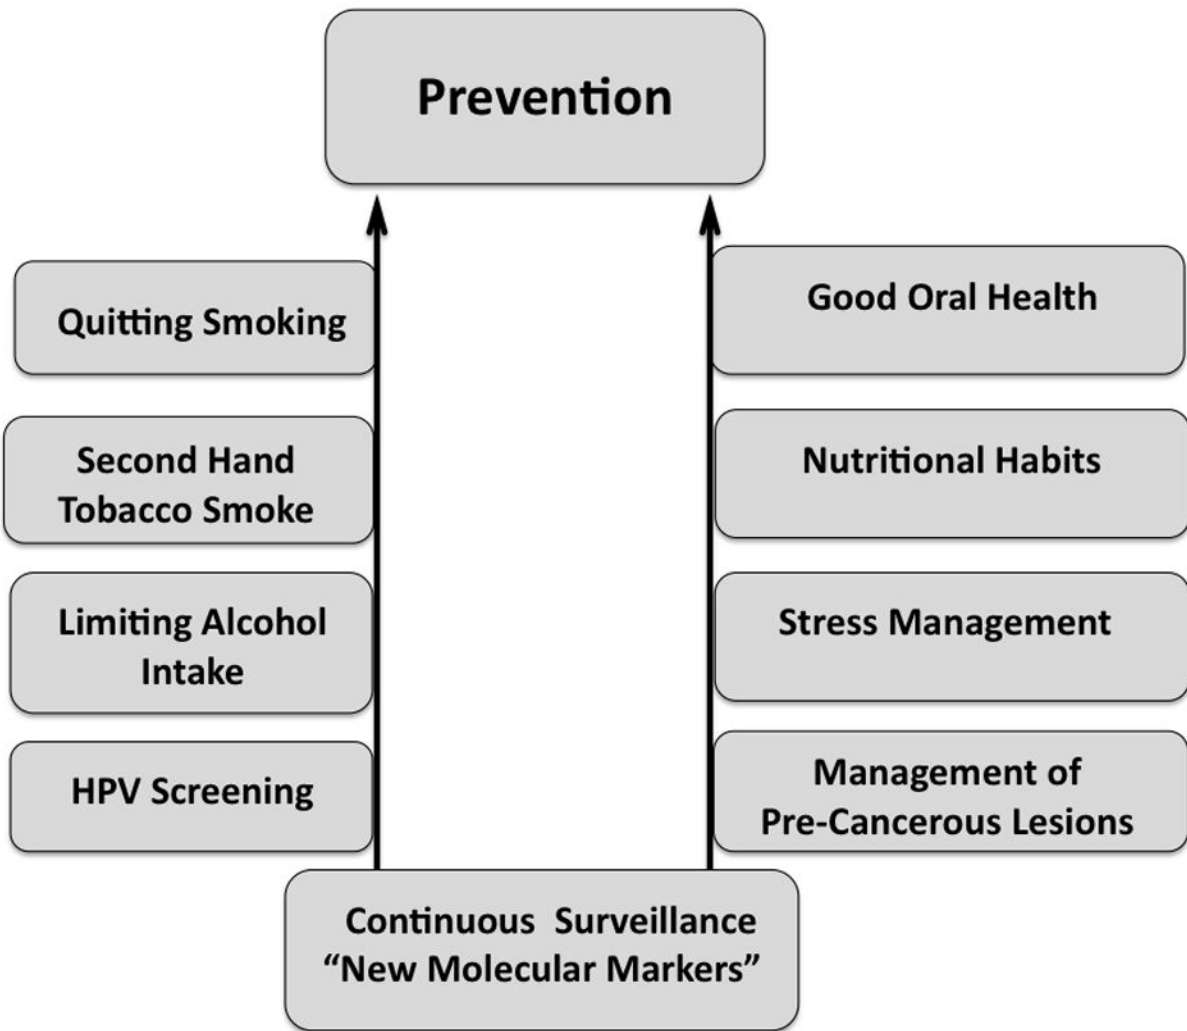 Prevention
Quitting Smoking
Second Hand
Tobacco Smoke
Limiting Alcohol
Intake
HPV Screening
Good Oral Health
Nutritional Habits
Stress Management
Management of
Pre-Cancerous Lesions
Continuous Surveillance
“New Molecular Markers”